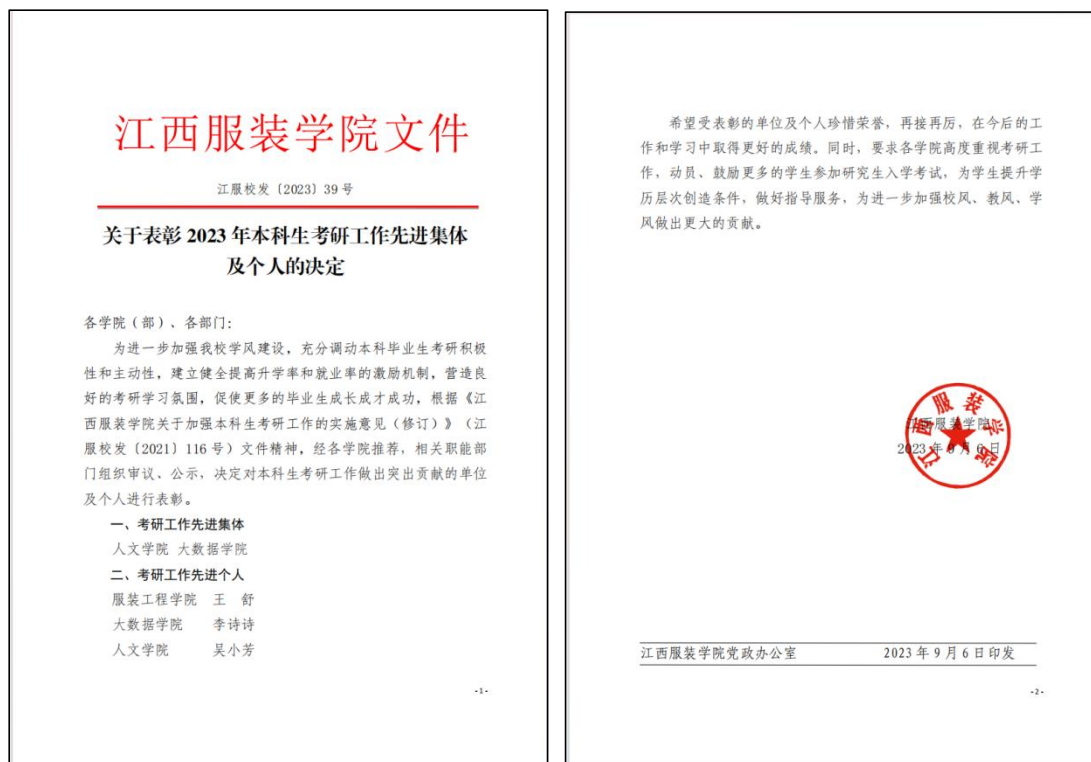 江西服装学院文件
江服校发〔2023〕39号
关于表彰 2023 年本科生考研工作先进集体
及个人的决定
各学院（部）、各部门：
为进一步加强我校学风建设，充分调动本科毕业生考研积极
性和主动性，建立健全提高升学率和就业率的激励机制，营造良
好的考研学习氛围，促使更多的毕业生成长成才成功，根据《江
西服装学院关于加强本科生考研工作的实施意见（修订）》（江
服校发〔2021〕116号）文件精神，经各学院推荐，相关职能部
门组织审议、公示，决定对本科生考研工作做出突出贡献的单位
及个人进行表彰。
一、考研工作先进集体
人文学院 大数据学院
二、考研工作先进个人
服装工程学院 王 舒
大数据学院 李诗诗
人文学院 吴小芳
-1-
希望受表彰的单位及个人珍惜荣誉，再接再厉，在今后的工
作和学习中取得更好的成绩。同时，要求各学院高度重视考研工
作，动员、鼓励更多的学生参加研究生入学考试，为学生提升学
历层次创造条件，做好指导服务，为进一步加强校风、教风、学
风做出更大的贡献。
江西服装学院
2023年9月6日
江西服装学院
江西服装学院党政办公室 2023年9月6日印发
-2-